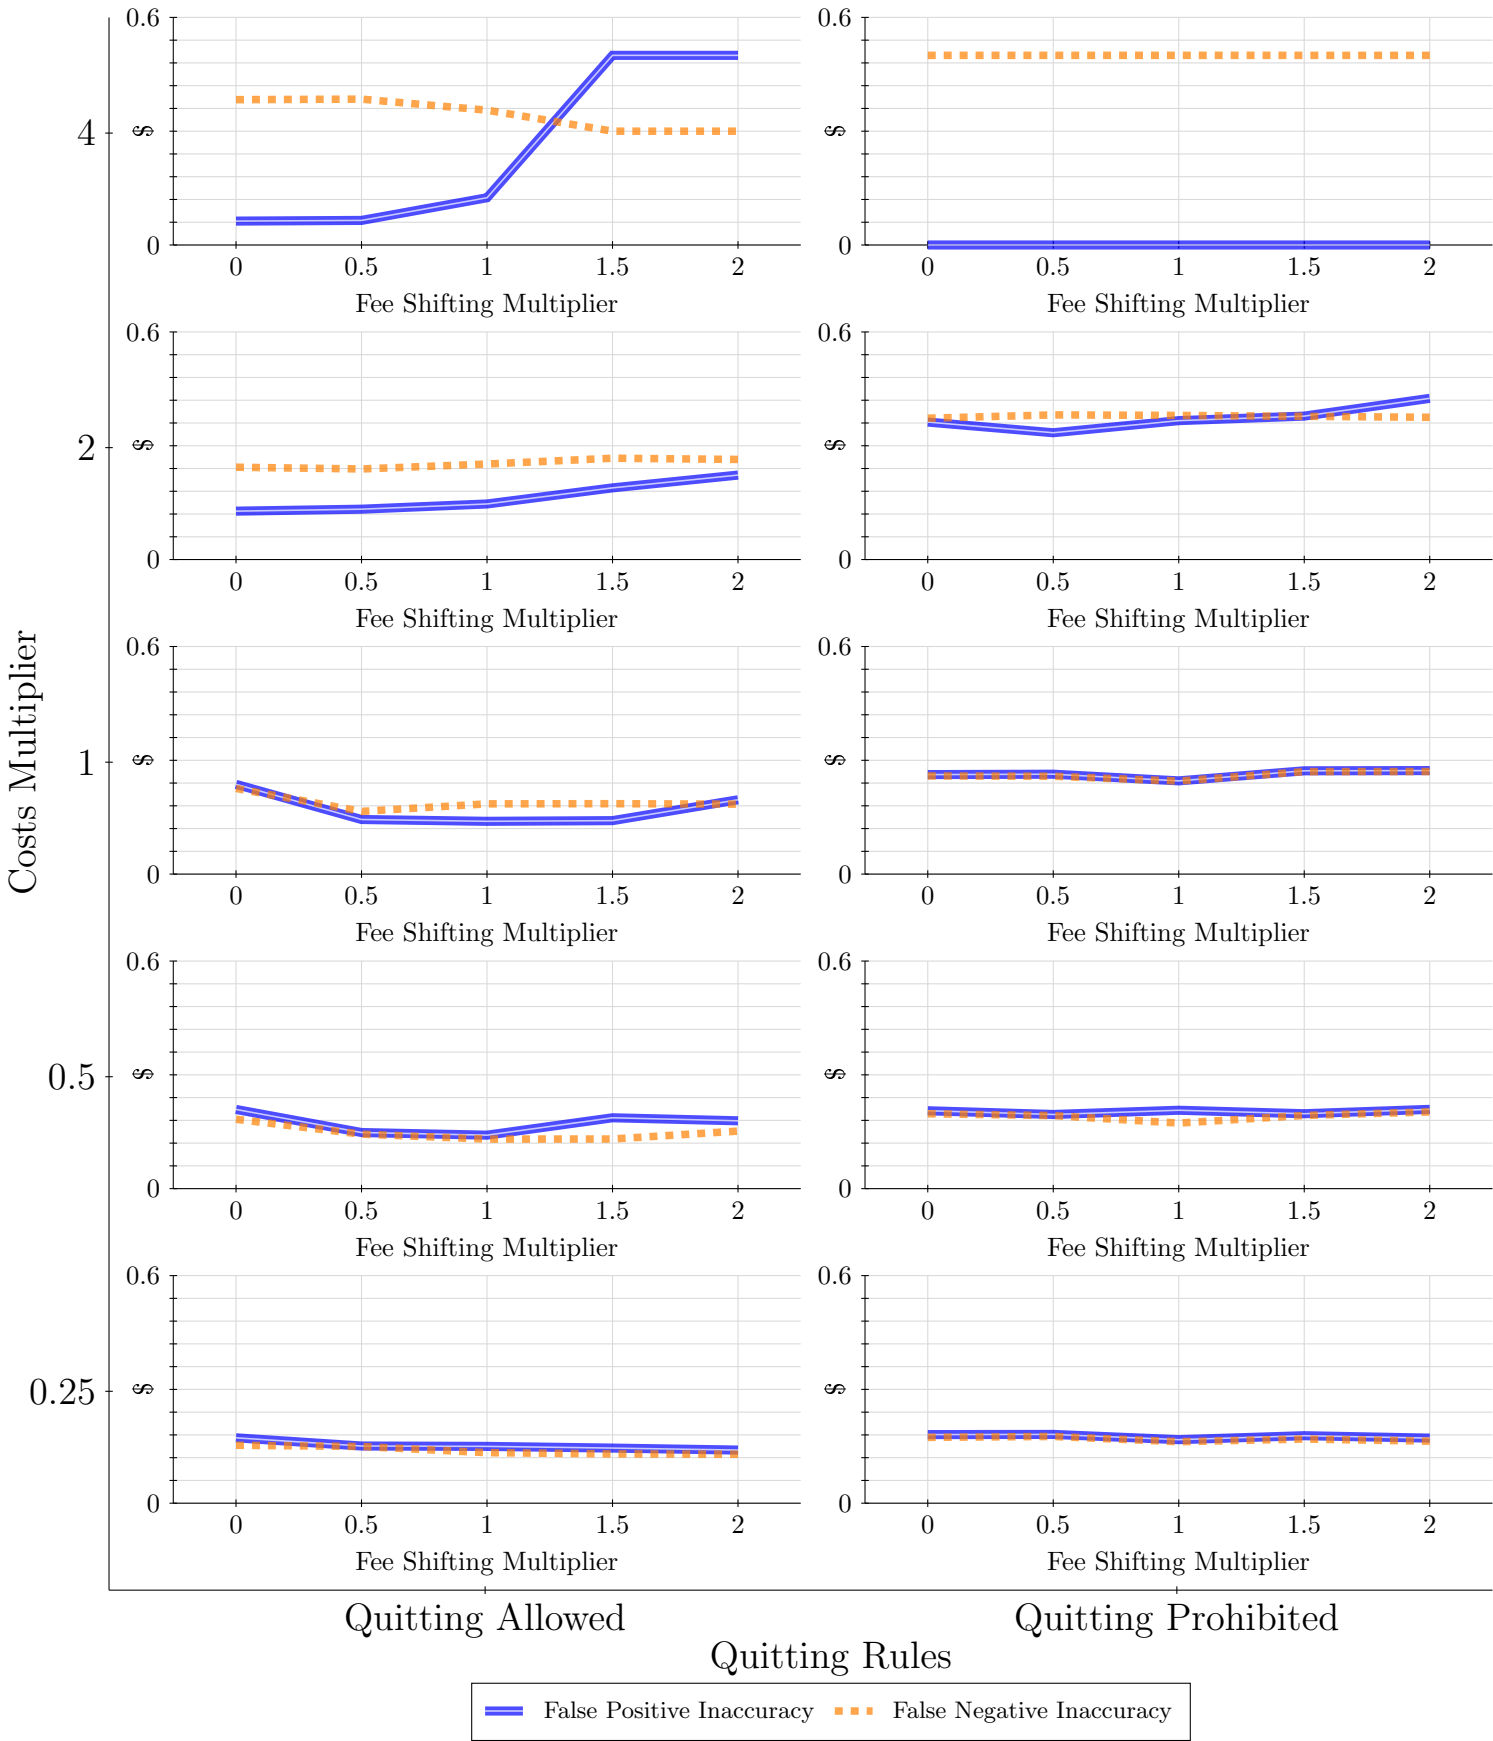 0.6
$
0
0 0.5 1 1.5 2
Fee Shifting Multiplier
0.6
$
0
0 0.5 1 1.5 2
Fee Shifting Multiplier
4
0.6
$
0
0 0.5 1 1.5 2
Fee Shifting Multiplier
0.6
$
0
0 0.5 1 1.5 2
Fee Shifting Multiplier
2
0.6
$
0
0 0.5 1 1.5 2
Fee Shifting Multiplier
0.6
$
0
0 0.5 1 1.5 2
Fee Shifting Multiplier
1
Costs Multiplier
0.6
$
0
0 0.5 1 1.5 2
Fee Shifting Multiplier
0.6
$
0
0 0.5 1 1.5 2
Fee Shifting Multiplier
0.5
0.6
$
0
0 0.5 1 1.5 2
Fee Shifting Multiplier
0.6
$
0
0 0.5 1 1.5 2
Fee Shifting Multiplier
0.25
Quitting Allowed
Quitting Prohibited
Quitting Rules
False Positive Inaccuracy
False Negative Inaccuracy